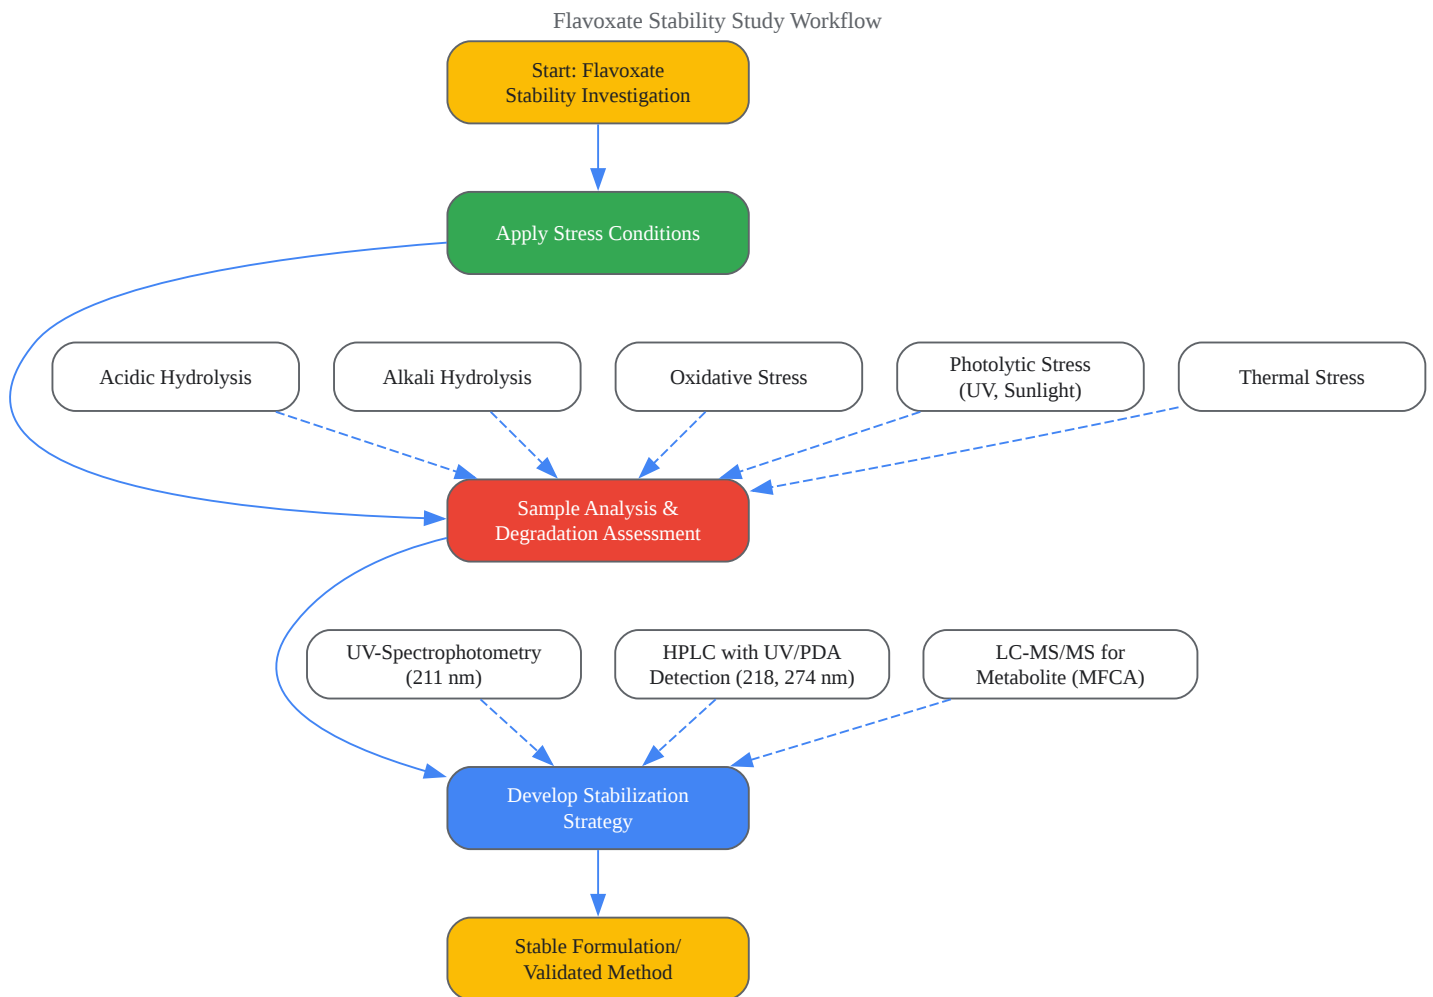 Flavoxate Stability Study Workflow
Start: Flavoxate
Stability Investigation
Apply Stress Conditions
Acidic Hydrolysis
Alkali Hydrolysis
Oxidative Stress
Photolytic Stress
(UV, Sunlight)
Thermal Stress
Sample Analysis &
Degradation Assessment
UV-Spectrophotometry
(211 nm)
HPLC with UV/PDA
Detection (218, 274 nm)
LC-MS/MS for
Metabolite (MFCA)
Develop Stabilization
Strategy
Stable Formulation/
Validated Method